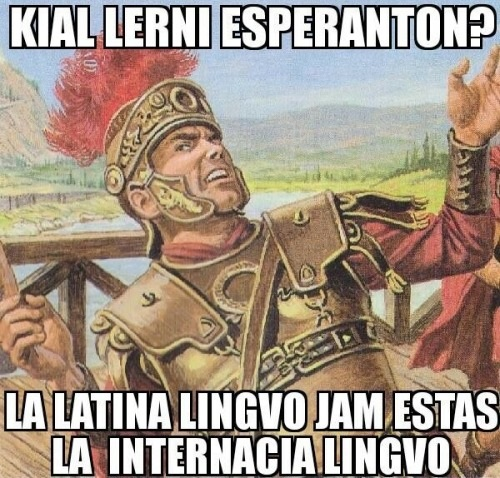 KIAL LERNI ESPERANTON?
LA LATINA LINGVO JAM ESTAS
LA INTERNACIA LINGVO